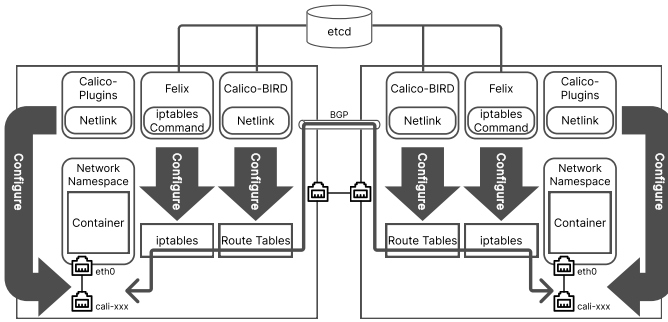 etcd
Calico-
Plugins
Netlink
Felix
iptables
Command
Calico-BIRD
Netlink
BGP
Calico-BIRD
Netlink
Felix
iptables
Command
Calico-
Plugins
Netlink
Configure
Configure
Configure
Configure
Configure
Configure
Network
Namespace
Container
eth0
cali-xxx
iptables
Route Tables
Route Tables
iptables
Network
Namespace
Container
eth0
cali-xxx